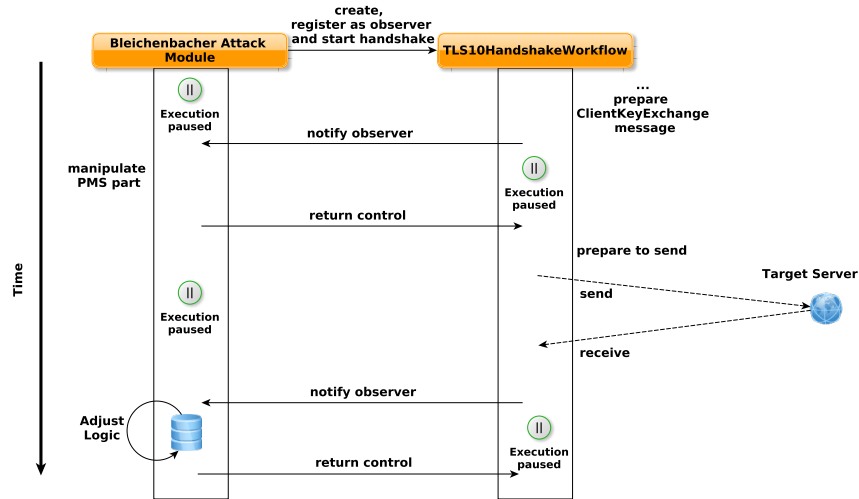 create,
register as observer
and start handshake
Bleichenbacher Attack
Module
TLS10HandshakeWorkflow
Execution
paused
...
prepare
ClientKeyExchange
message
notify observer
manipulate
PMS part
Execution
paused
return control
prepare to send
Target Server
send
Time
Execution
paused
receive
notify observer
Adjust
Logic
Execution
paused
return control